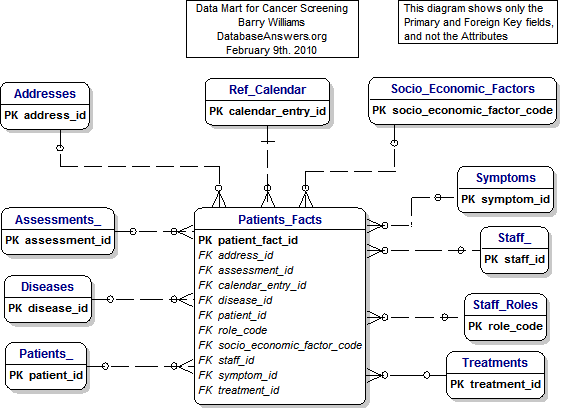 Data Mart for Cancer Screening
Barry Williams
DatabaseAnswers.org
February 9th. 2010
This diagram shows only the
Primary and Foreign Key fields,
and not the Attributes
Addresses
PK address_id
Ref_Calendar
PK calendar_entry_id
Socio_Economic_Factors
PK socio_economic_factor_code
Assessments_
PK assessment_id
Diseases
PK disease_id
Patients_
PK patient_id
Patients_Facts
PK patient_fact_id
FK address_id
FK assessment_id
FK calendar_entry_id
FK disease_id
FK patient_id
FK role_code
FK socio_economic_factor_code
FK staff_id
FK symptom_id
FK treatment_id
Symptoms
PK symptom_id
Staff_
PK staff_id
Staff_Roles
PK role_code
Treatments
PK treatment_id